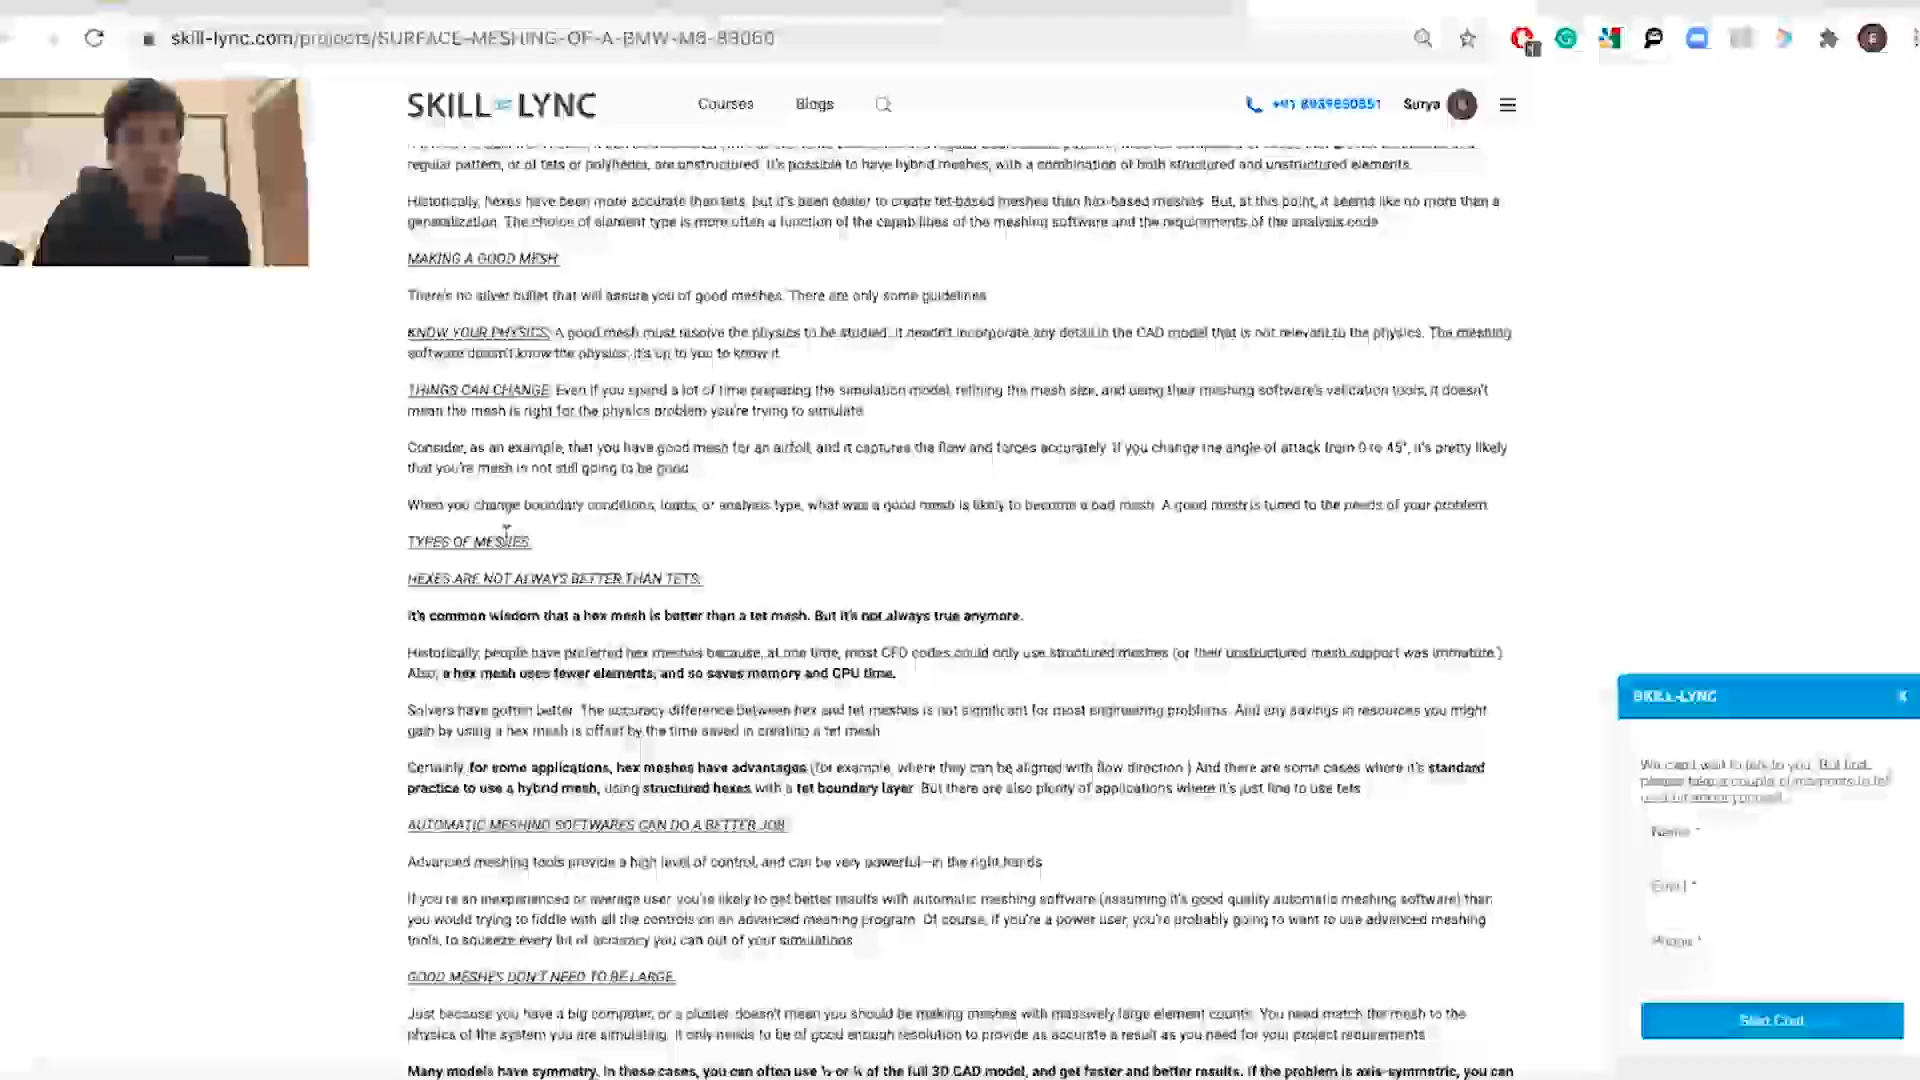 skill-lync.com/projects/SURFACE-MESHING-OF-A-BMW-M6-83060
SKILL LYNC
Courses
Blogs
+91 8939850851
Surya
regular pattern, or of tets or polyhedra, are unstructured. It's possible to have hybrid meshes, with a combination of both structured and unstructured elements.
Historically, hexes have been more accurate than tets, but it's been easier to create tet-based meshes than hex-based meshes. But, at this point, it seems like no more than a
generalization. The choice of element type is more often a function of the capabilities of the meshing software and the requirements of the analysis code
MAKING A GOOD MESH
There's no silver bullet that will assure you of good meshes. There are only some guidelines
KNOW YOUR PHYSICS: A good mesh must resolve the physics to be studied. It needn't incorporate any detail in the CAD model that is not relevant to the physics. The meshing
software doesn't know the physics; it's up to you to know it.
THINGS CAN CHANGE: Even if you spend a lot of time preparing the simulation model, refining the mesh size, and using their meshing software's validation tools, it doesn't
mean the mesh is right for the physics problem you're trying to simulate
Consider, as an example, that you have good mesh for an airfoil, and it captures the flow and forces accurately. If you change the angle of attack from 0 to 45°, it's pretty likely
that you're mesh is not still going to be good
When you change boundary conditions, loads, or analysis type, what was a good mesh is likely to become a bad mesh. A good mesh is tuned to the needs of your problem
TYPES OF MESHES:
HEXES ARE NOT ALWAYS BETTER THAN TETS:
It's common wisdom that a hex mesh is better than a tet mesh. But it's not always true anymore.
Historically, people have preferred hex meshes because, at one time, most CFD codes could only use structured meshes (or their unstructured mesh support was immature.)
Also, a hex mesh uses fewer elements, and so saves memory and CPU time.
Solvers have gotten better. The accuracy difference between hex and tet meshes is not significant for most engineering problems. And any savings in resources you might
gain by using a hex mesh is offset by the time saved in creating a tet mesh
Certainly for some applications, hex meshes have advantages (for example, where they can be aligned with flow direction.) And there are some cases where it's standard
practice to use a hybrid mesh, using structured hexes with a tet boundary layer. But there are also plenty of applications where it's just fine to use tets
AUTOMATIC MESHING SOFTWARES CAN DO A BETTER JOB
Advanced meshing tools provide a high level of control, and can be very powerful—in the right hands
If you're an inexperienced or average user you're likely to get better results with automatic meshing software (assuming it's good quality automatic meshing software) than
you would trying to fiddle with all the controls on an advanced meshing program. Of course, if you're a power user, you're probably going to want to use advanced meshing
tools, to squeeze every bit of accuracy you can out of your simulations
GOOD MESHES DON'T NEED TO BE LARGE:
Just because you have a big computer, or a cluster, doesn't mean you should be making meshes with massively large element counts. You need match the mesh to the
physics of the system you are simulating. It only needs to be of good enough resolution to provide as accurate a result as you need for your project requirements
Many models have symmetry. In these cases, you can often use ½ or ¼ of the full 3D CAD model, and get faster and better results. If the problem is axis-symmetric, you can
SKILL-LYNC
We can't wait to talk to you. But first,
please take a couple of moments to tell
Name *
Email *
Phone *
Start Chat